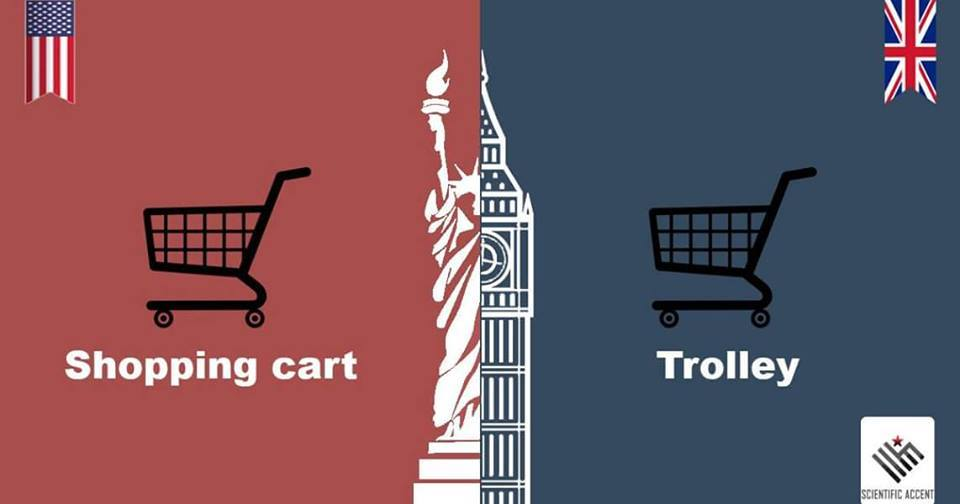 Shopping cart
Trolley
SCIENTIFIC ACCENT